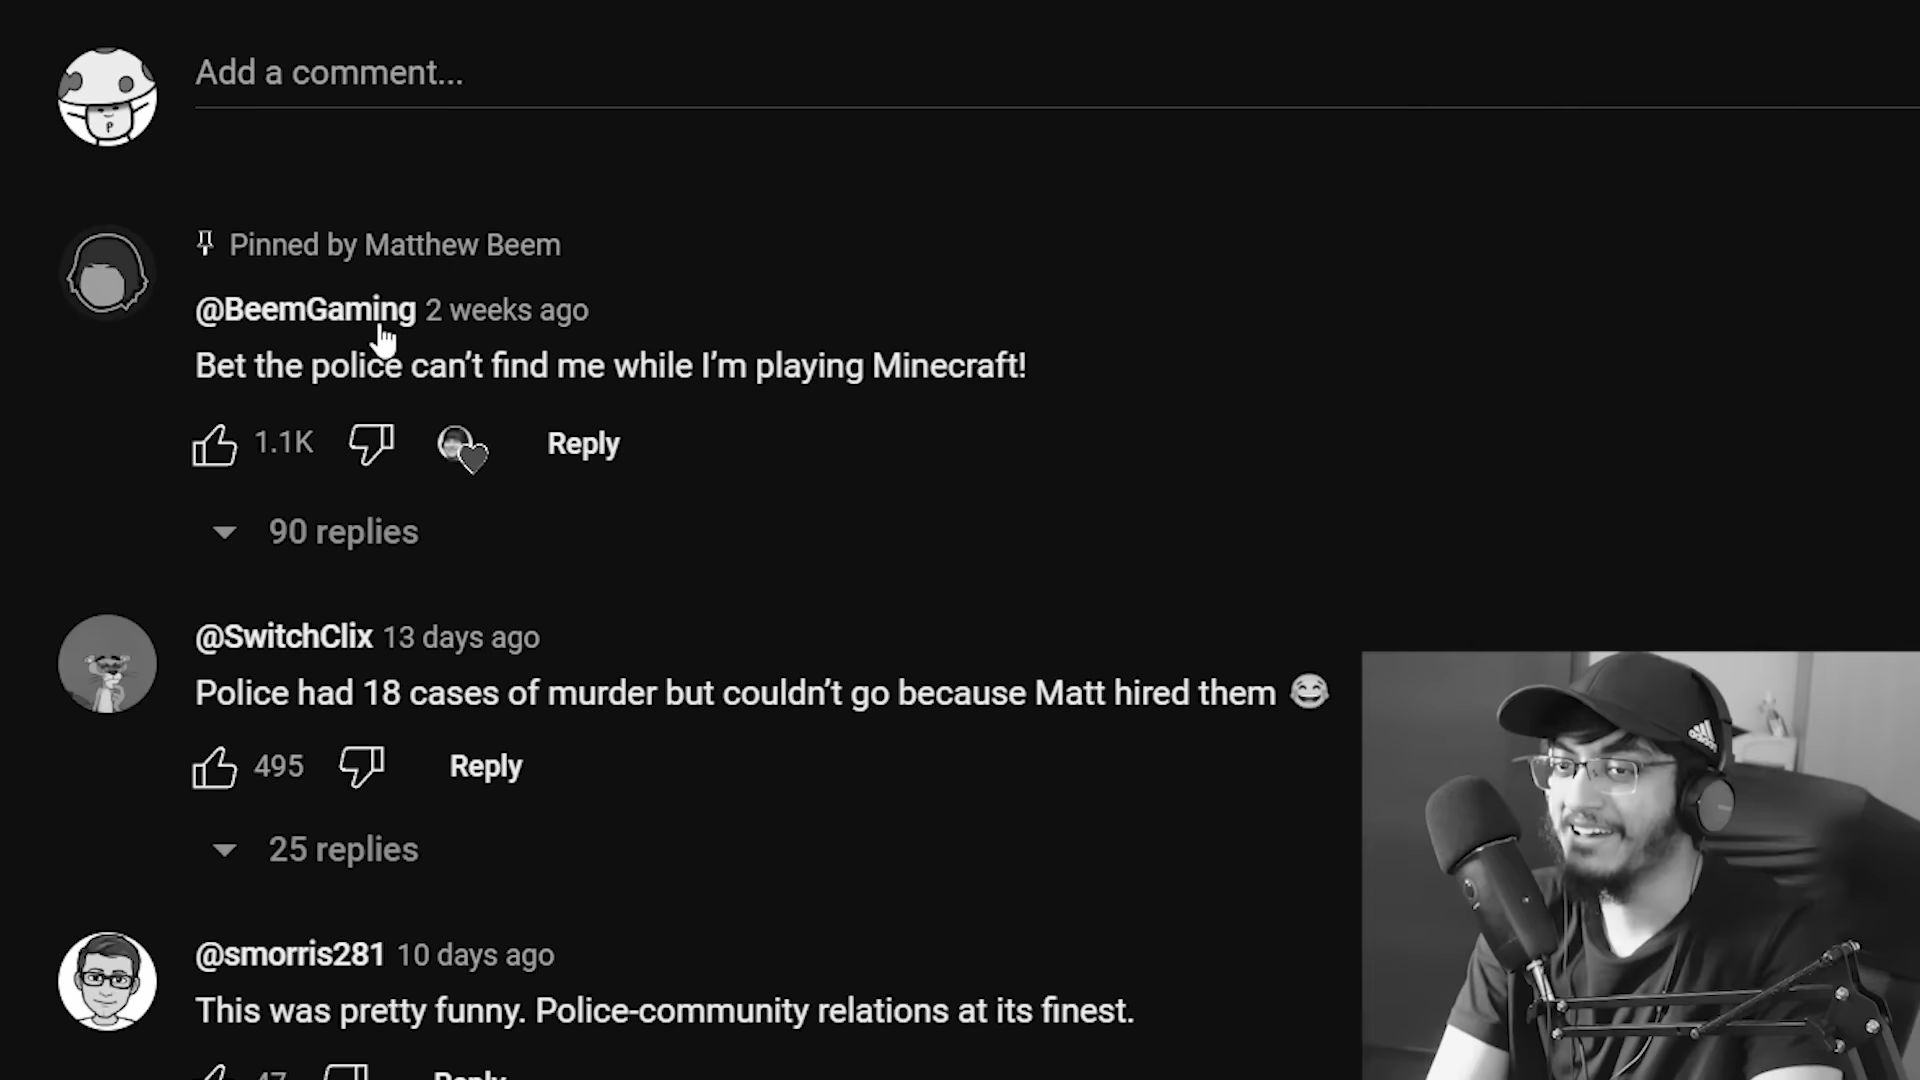 Add a comment...
Pinned by Matthew Beem
@BeemGaming 2 weeks ago
Bet the police can’t find me while I’m playing Minecraft!
1.1K Reply
90 replies
@SwitchClix 13 days ago
Police had 18 cases of murder but couldn’t go because Matt hired them 😂
495 Reply
25 replies
@smorris281 10 days ago
This was pretty funny. Police-community relations at its finest.
47 Reply